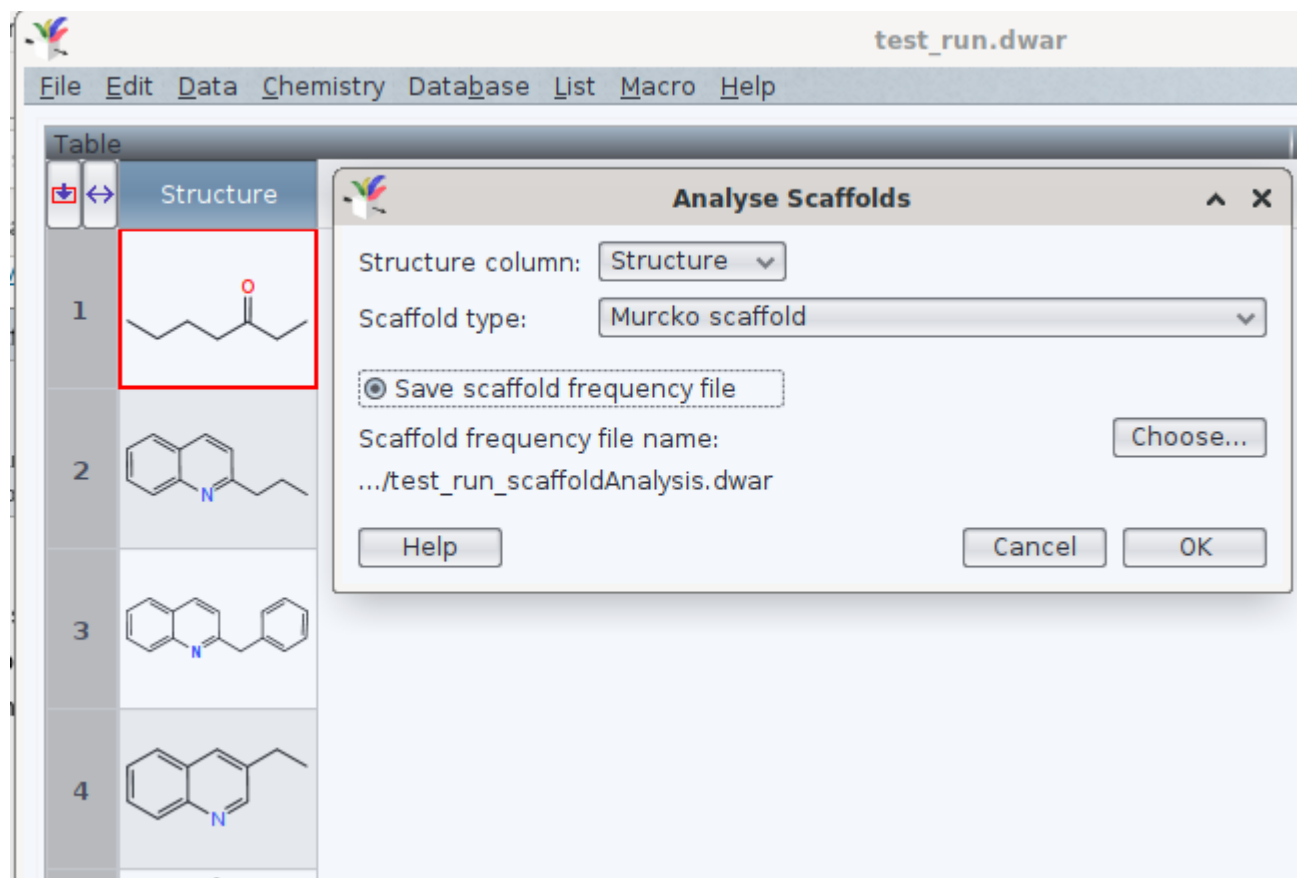 test_run.dwar
File Edit Data Chemistry Database List Macro Help
Table
Structure
Analyse Scaffolds
Structure column: Structure
1
O
Scaffold type: Murcko scaffold
Save scaffold frequency file
Scaffold frequency file name: Choose...
2
N
.../test_run_scaffoldAnalysis.dwar
Help Cancel OK
3
N
4
N